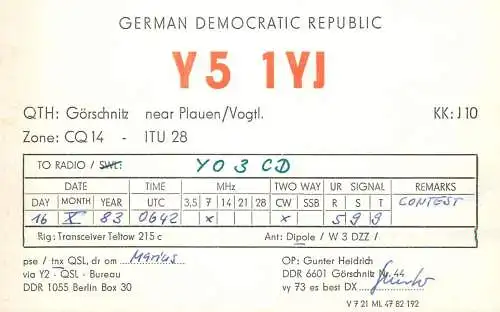 GERMAN DEMOCRATIC REPUBLIC
Y5 1YJ
QTH: Görschnitz near Plauen/Vogtl. KK: J 10
Zone: CQ 14 - ITU 28
TO RADIO / SWL: YO3CD
DATE TIME MHz TWO WAY UR SIGNAL REMARKS
DAY MONTH YEAR UTC 3,5 7 14 21 28 CW SSB R S T CONTEST
16 X 83 0642 x x 5 9 9
Rig: Transceiver Teltow 215 c Ant: Dipole / W 3 DZZ /
pse / tnx QSL, dr om Marius OP: Gunter Heidrich
via Y2 - QSL - Bureau DDR 6601 Görschnitz Nr. 44
DDR 1055 Berlin Box 30 vy 73 es best DX
V 7 21 ML 47 82 192